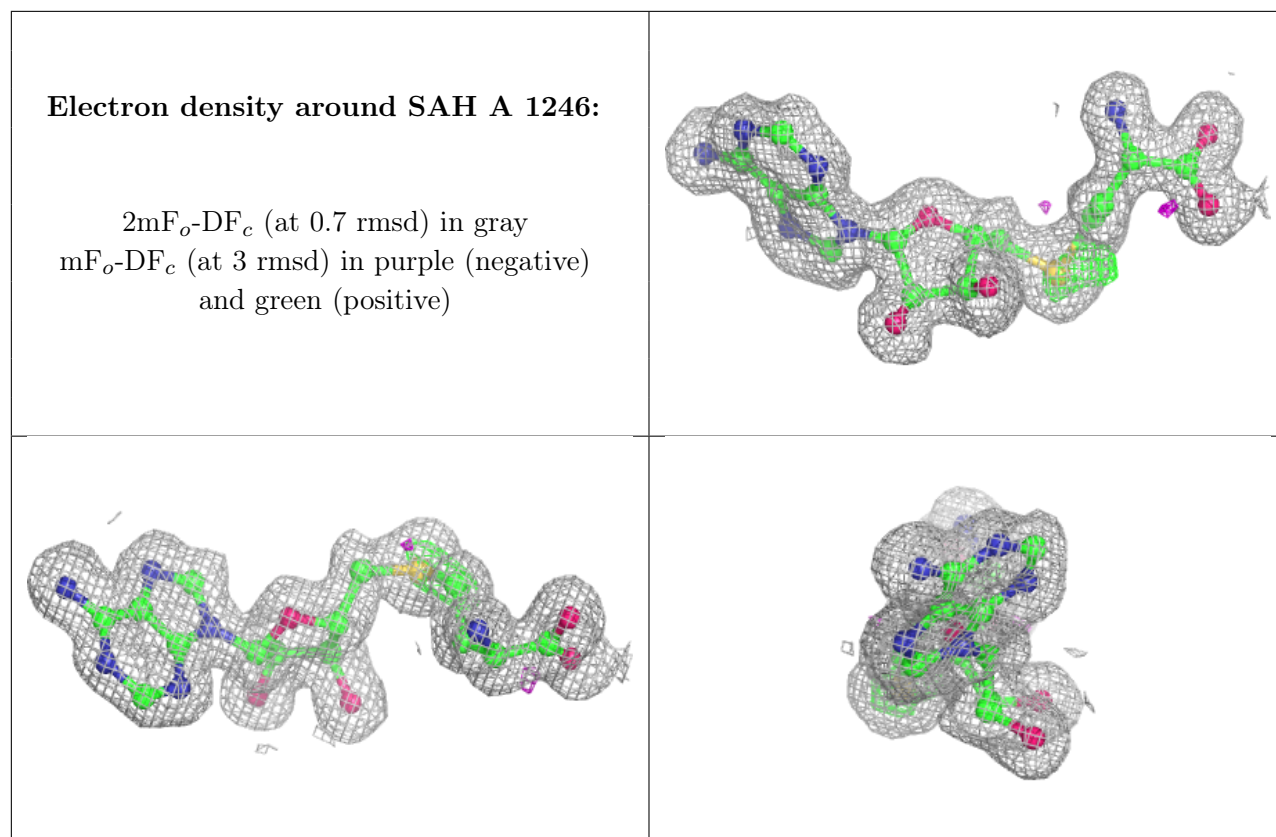 Electron density around SAH A 1246:
2mFo-DFc (at 0.7 rmsd) in gray
mFo-DFc (at 3 rmsd) in purple (negative)
and green (positive)